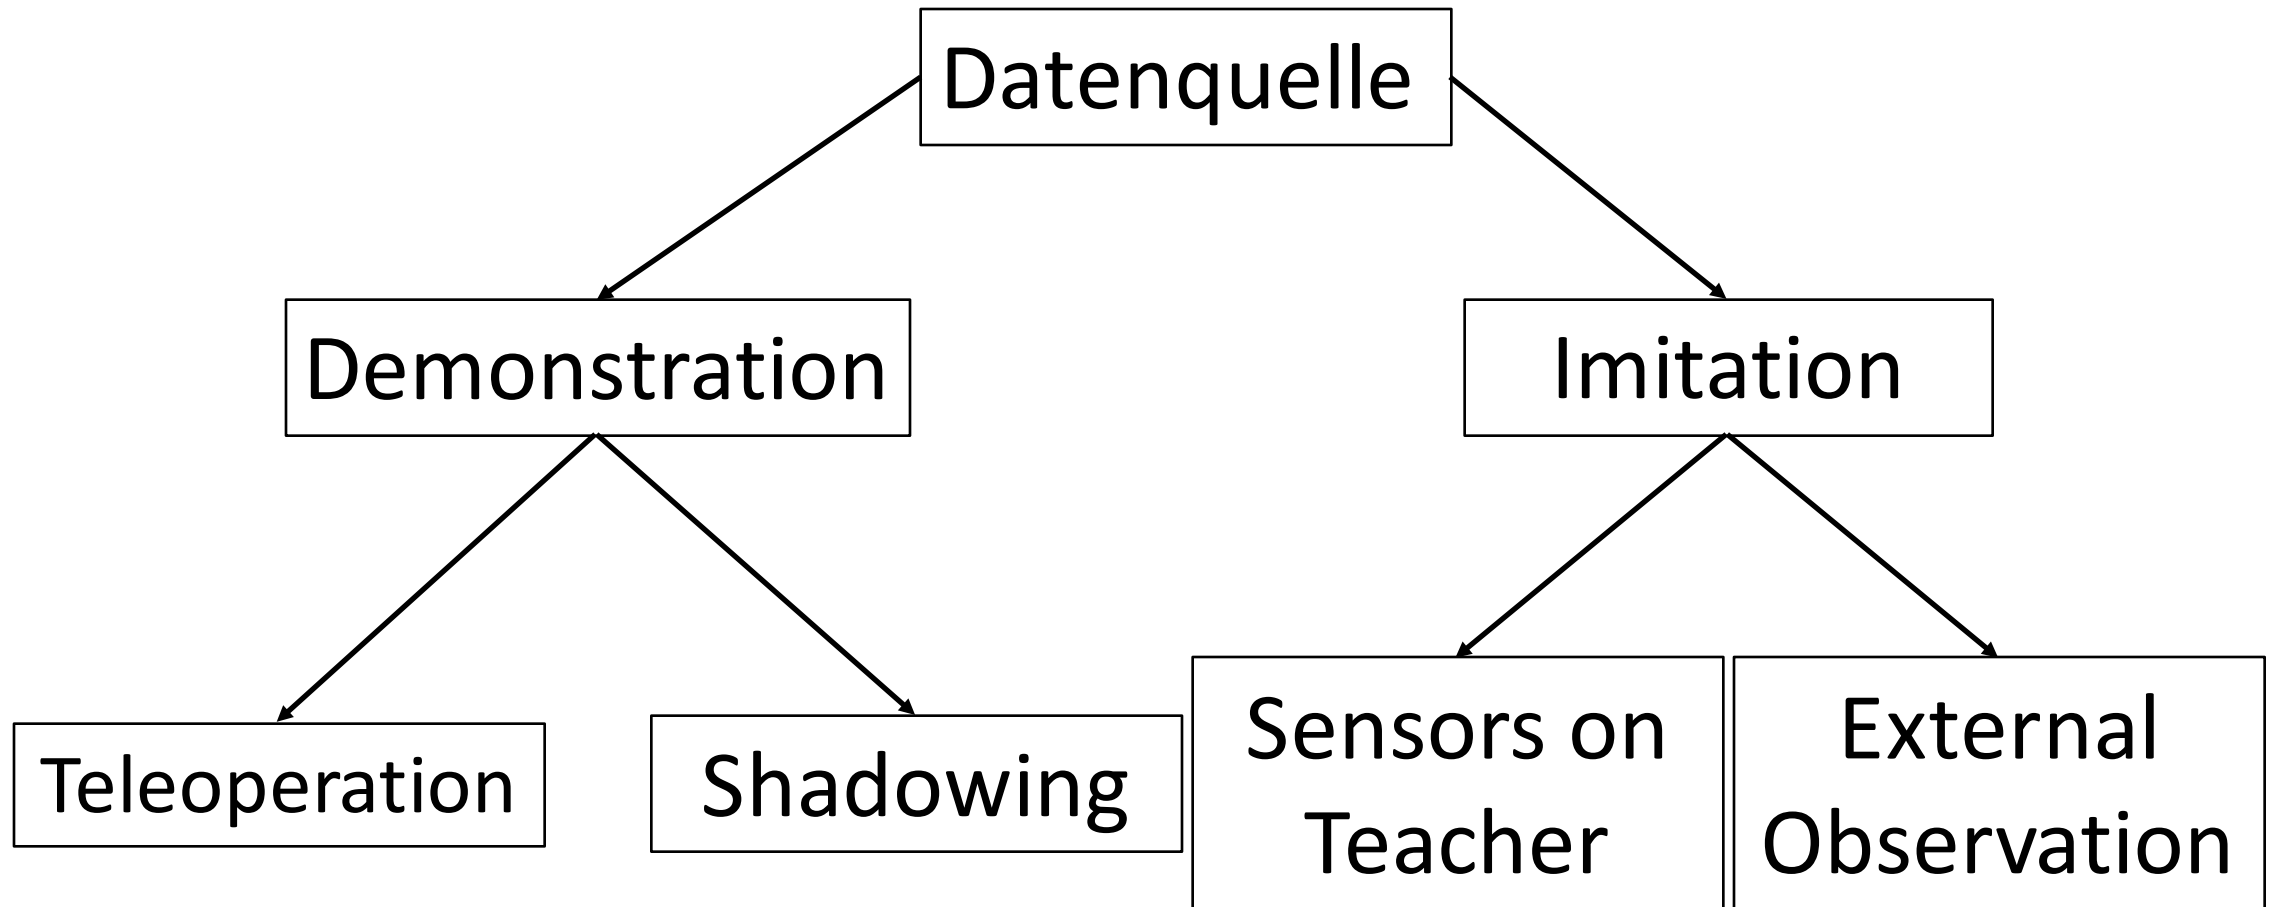 Datenquelle
Demonstration
Imitation
Teleoperation
Shadowing
Sensors on
Teacher
External
Observation